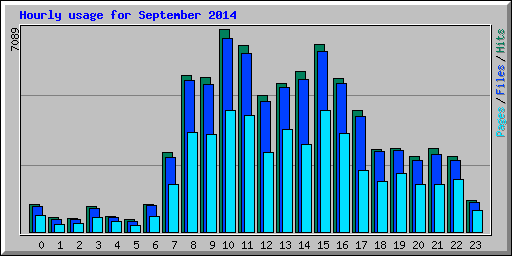 Hourly usage for September 2014
7089
Pages/Files/Hits
0 1 2 3 4 5 6 7 8 9 10 11 12 13 14 15 16 17 18 19 20 21 22 23